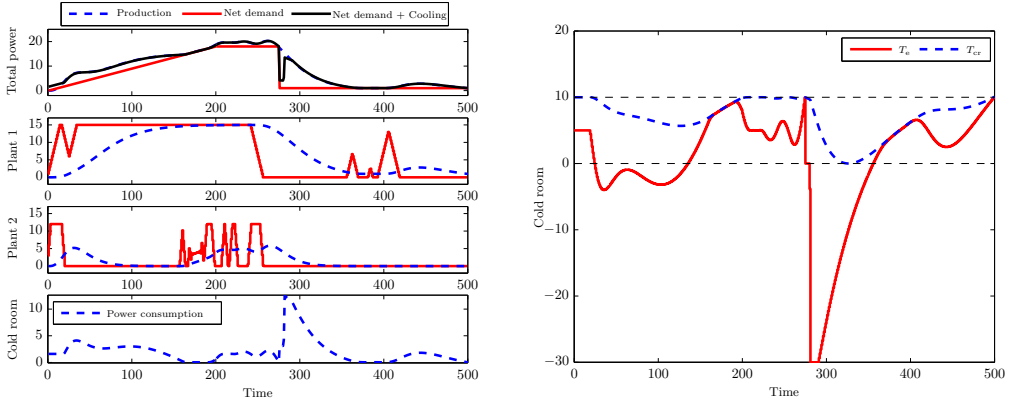 Production Net demand Net demand + Cooling
Total power
20
10
0
0 100 200 300 400 500
Plant 1
15
10
5
0
0 100 200 300 400 500
Plant 2
15
10
5
0
0 100 200 300 400 500
Cold room
10
5
0
Power consumption
0 100 200 300 400 500
Time
T_e T_cr
Cold room
20
10
0
−10
−20
−30
0 100 200 300 400 500
Time